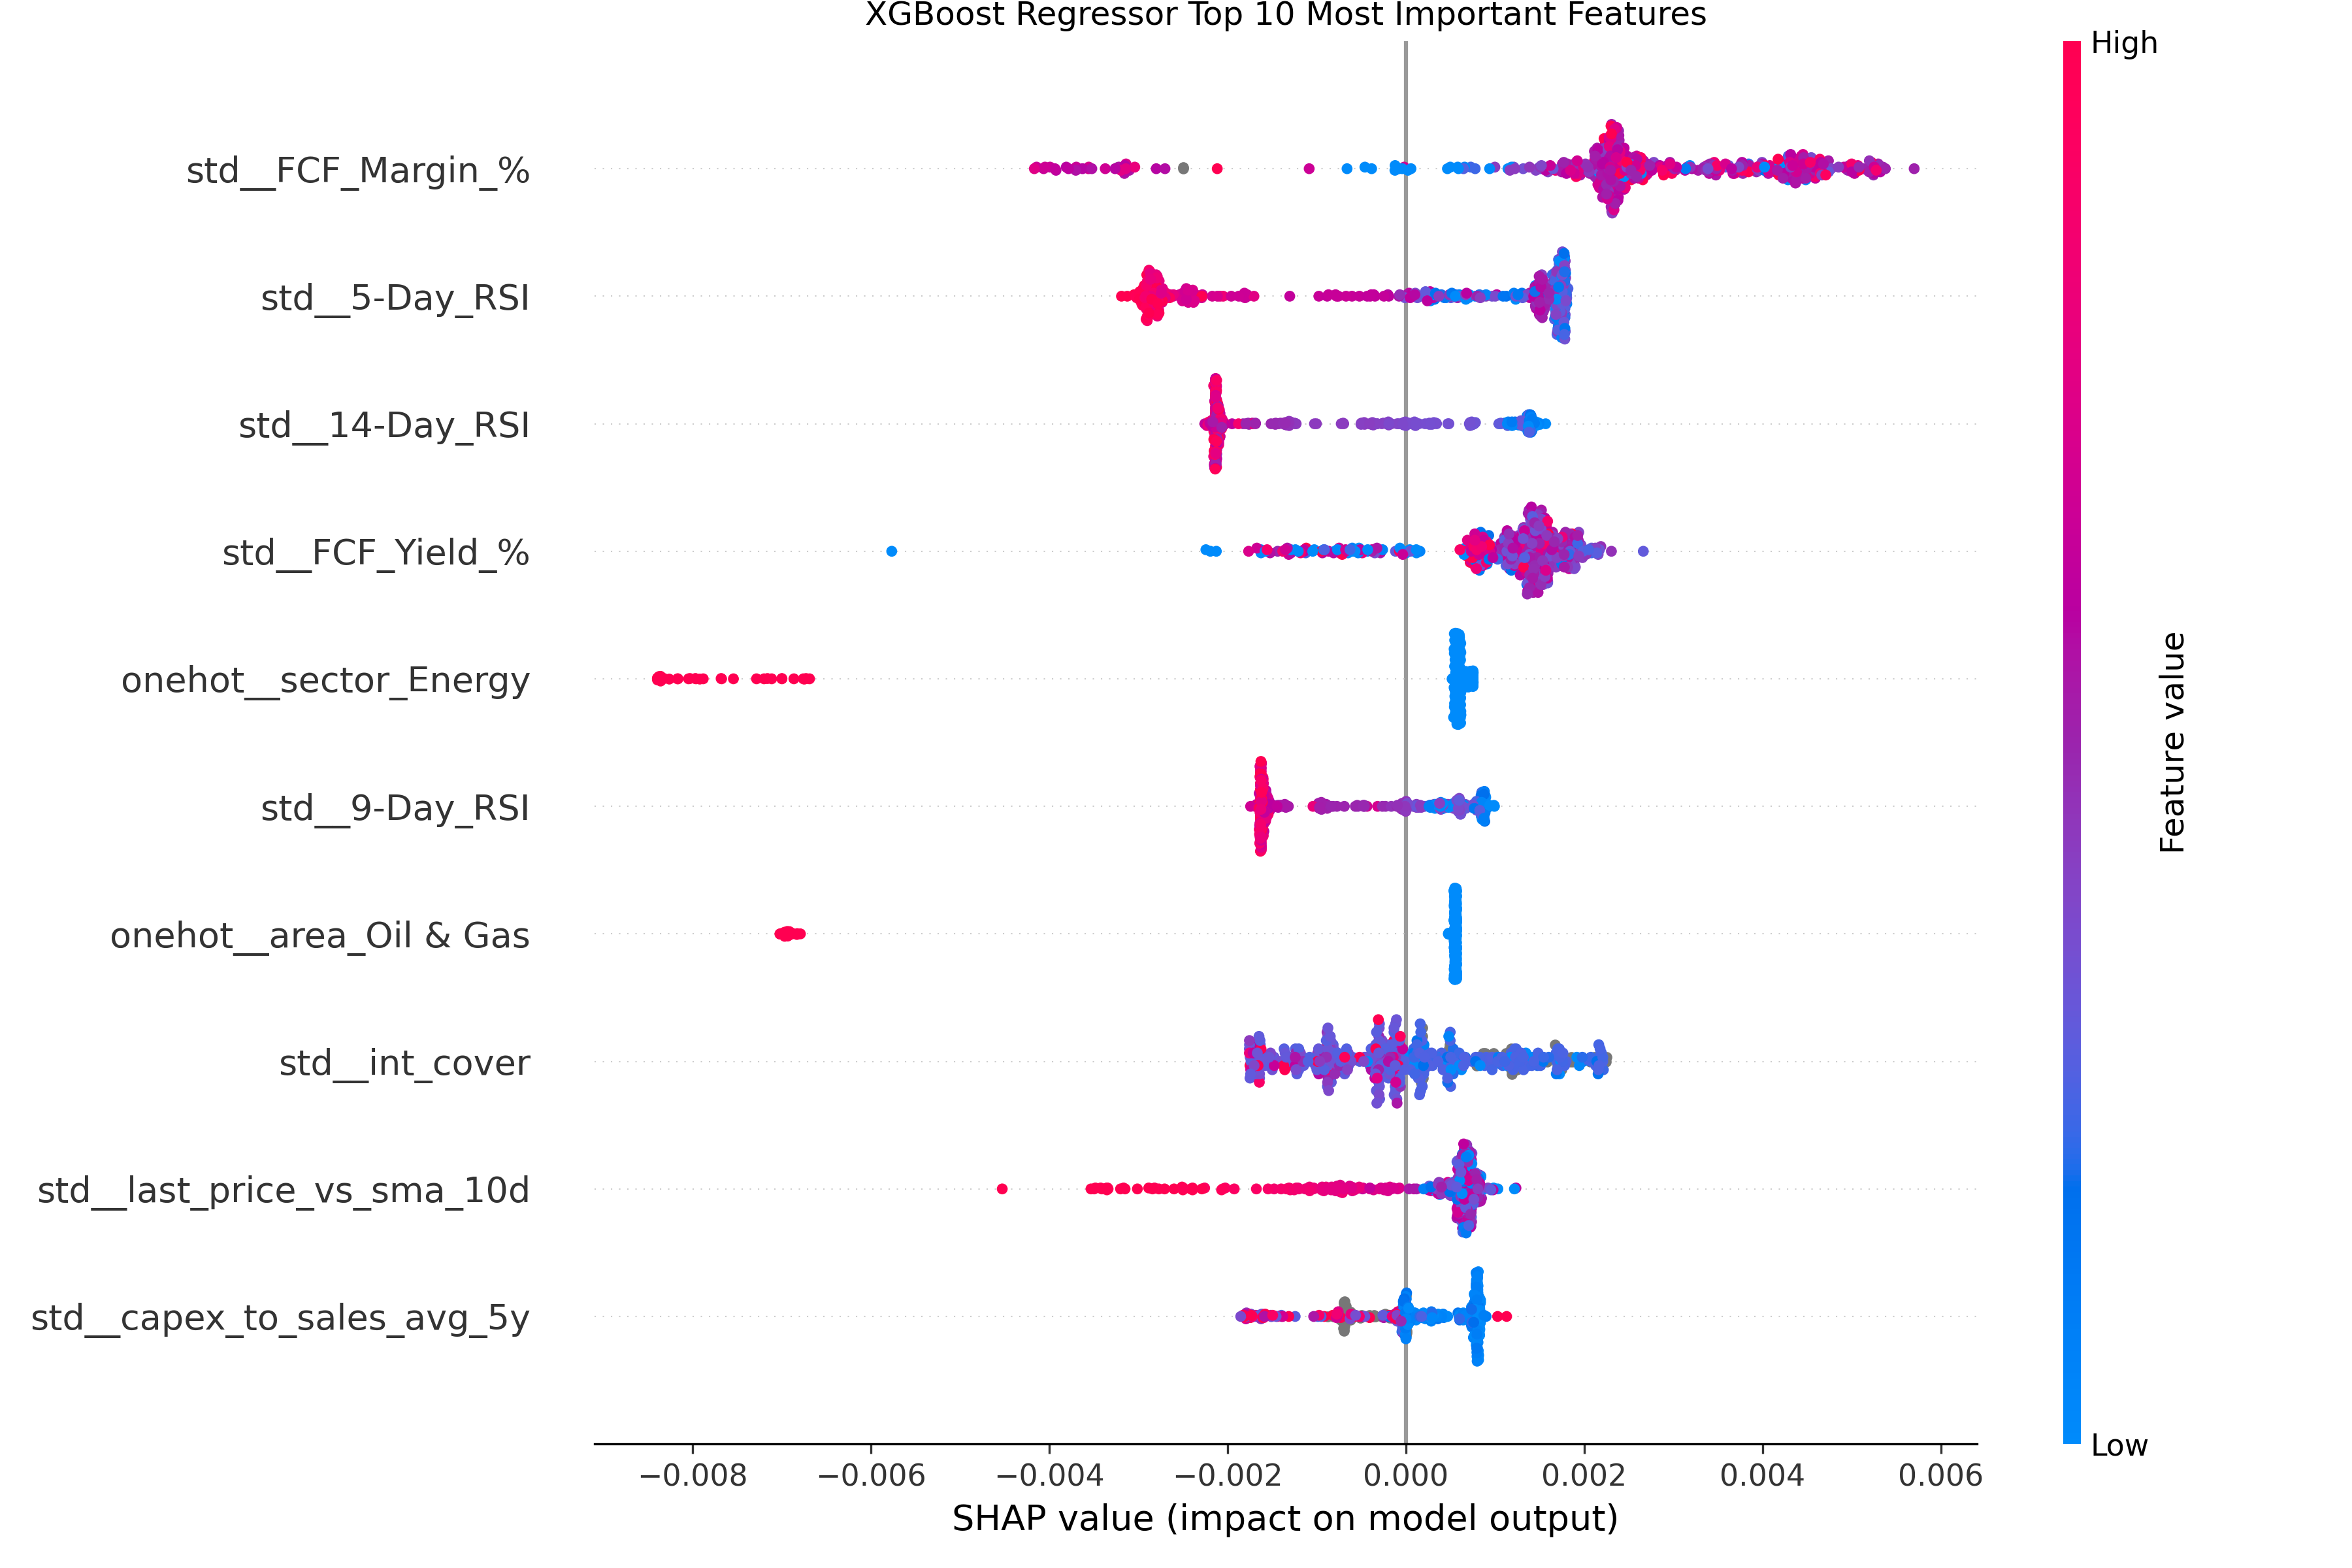 XGBoost Regressor Top 10 Most Important Features
High
std__FCF_Margin_%
std__5-Day_RSI
std__14-Day_RSI
std__FCF_Yield_%
onehot__sector_Energy
std__9-Day_RSI
onehot__area_Oil & Gas
std__int_cover
std__last_price_vs_sma_10d
std__capex_to_sales_avg_5y
Feature value
Low
−0.008 −0.006 −0.004 −0.002 0.000 0.002 0.004 0.006
SHAP value (impact on model output)